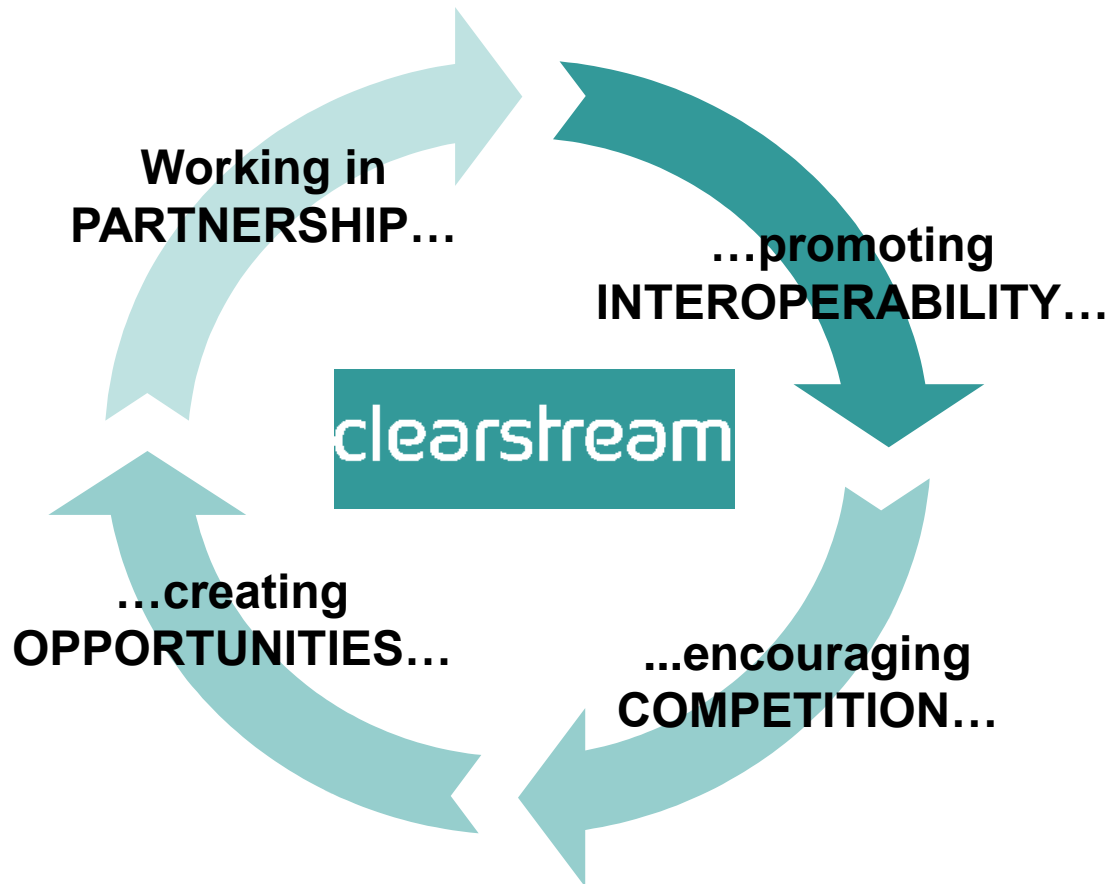 Working in
PARTNERSHIP…
…promoting
INTEROPERABILITY…
clearstream
…creating
OPPORTUNITIES…
...encouraging
COMPETITION…